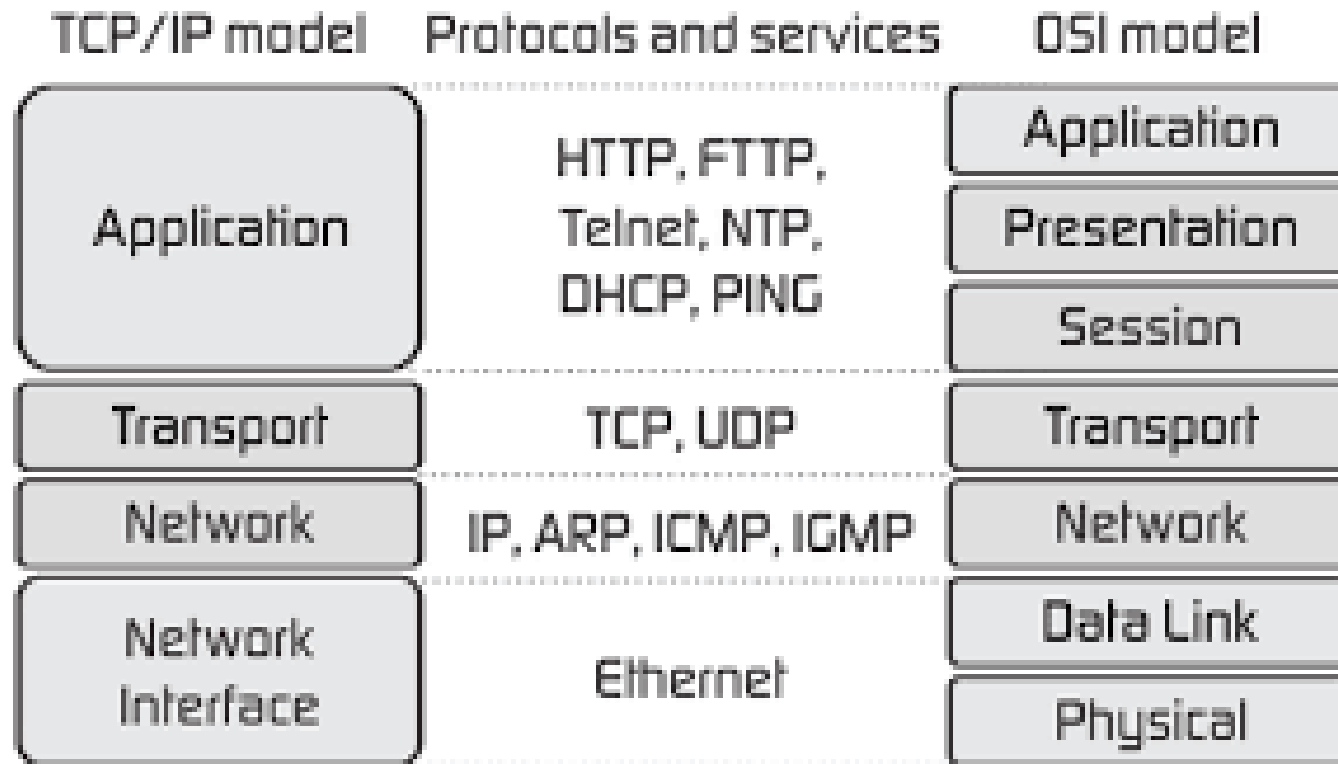 TCP/IP model Protocols and services OSI model
Application
HTTP, FTTP,
Telnet, NTP,
DHCP, PING
Application
Presentation
Session
Transport
TCP, UDP
Transport
Network
IP, ARP, ICMP, IGMP
Network
Network
Interface
Ethernet
Data Link
Physical